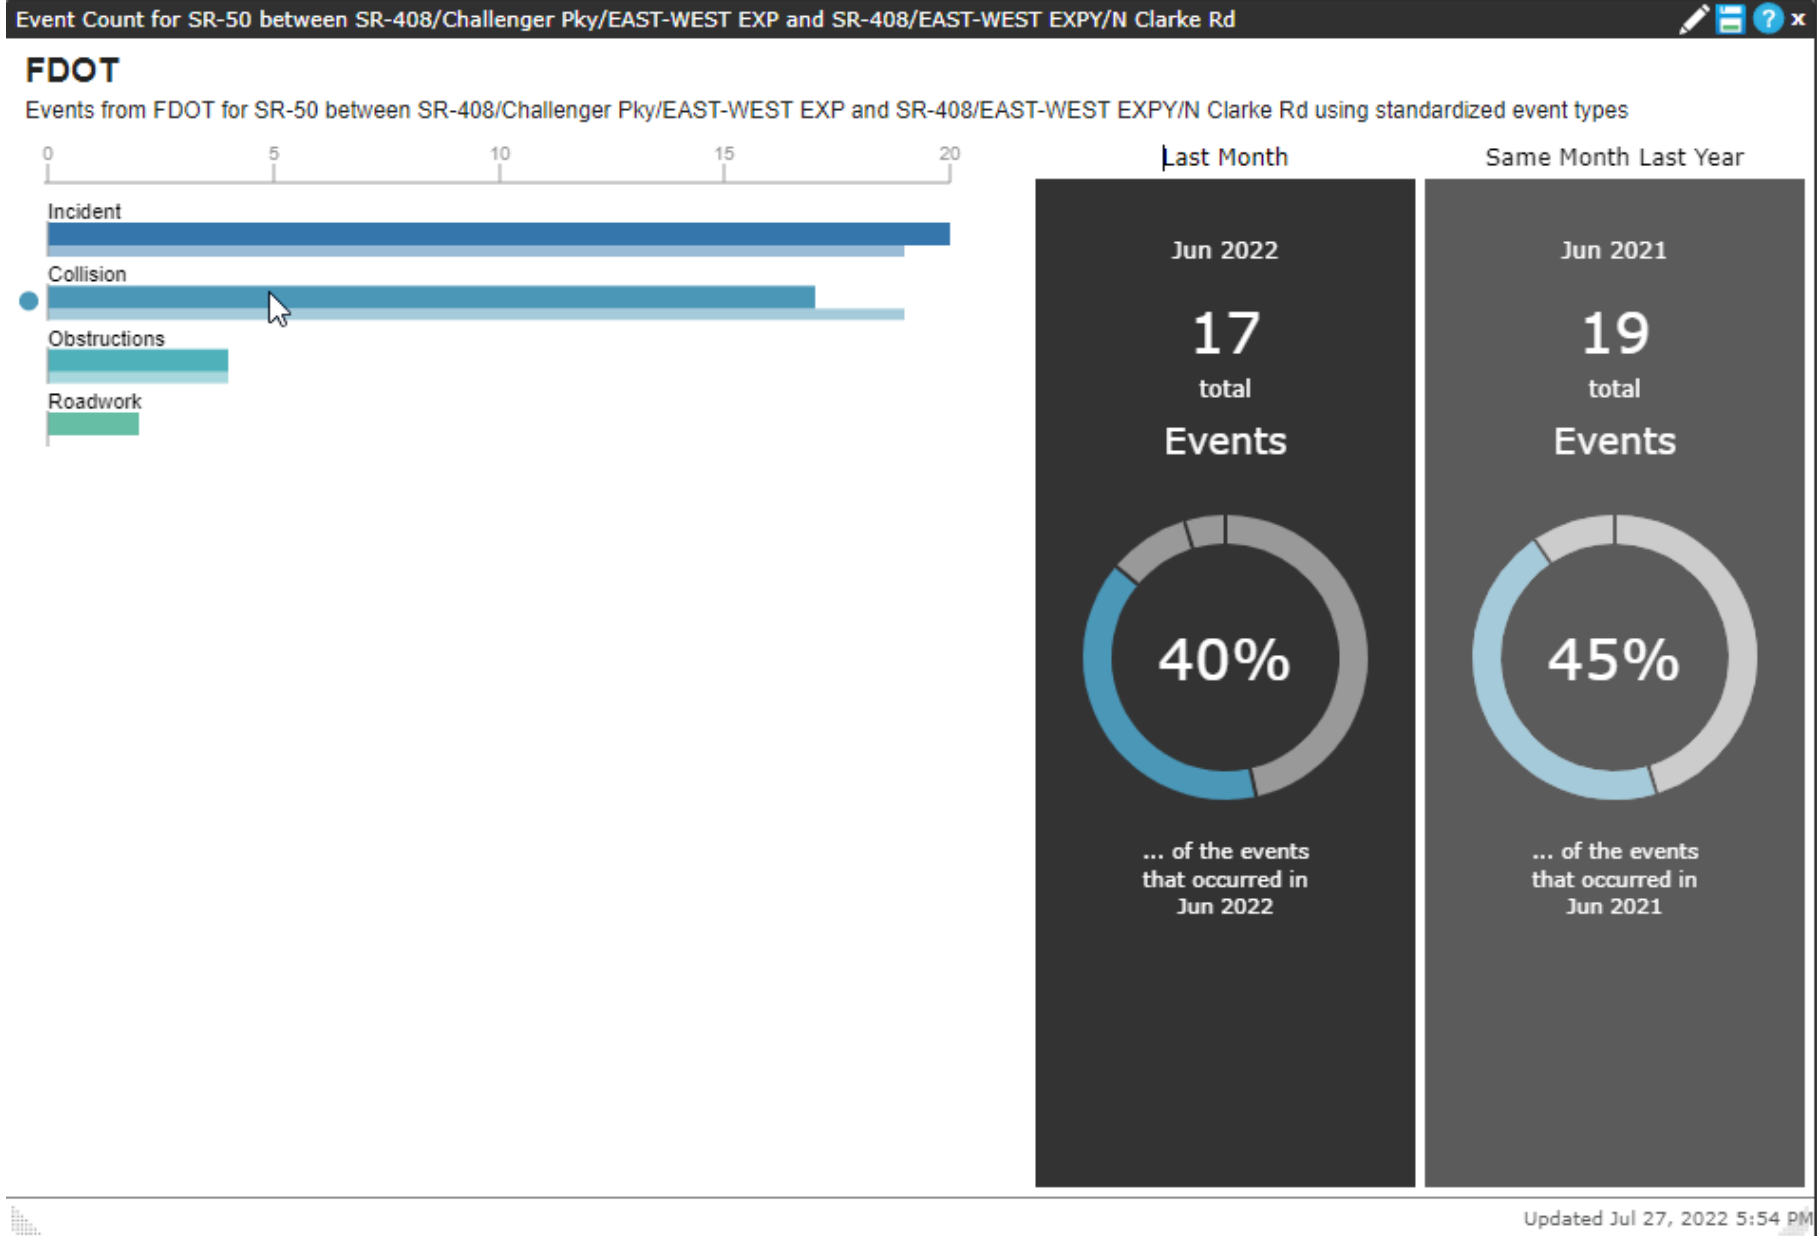 Event Count for SR-50 between SR-408/Challenger Pky/EAST-WEST EXP and SR-408/EAST-WEST EXPY/N Clarke Rd
? x
FDOT
Events from FDOT for SR-50 between SR-408/Challenger Pky/EAST-WEST EXP and SR-408/EAST-WEST EXPY/N Clarke Rd using standardized event types
0 5 10 15 20
Incident
Collision
Obstructions
Roadwork
Last Month
Jun 2022
17
total
Events
40%
... of the events
that occurred in
Jun 2022
Same Month Last Year
Jun 2021
19
total
Events
45%
... of the events
that occurred in
Jun 2021
Updated Jul 27, 2022 5:54 PM